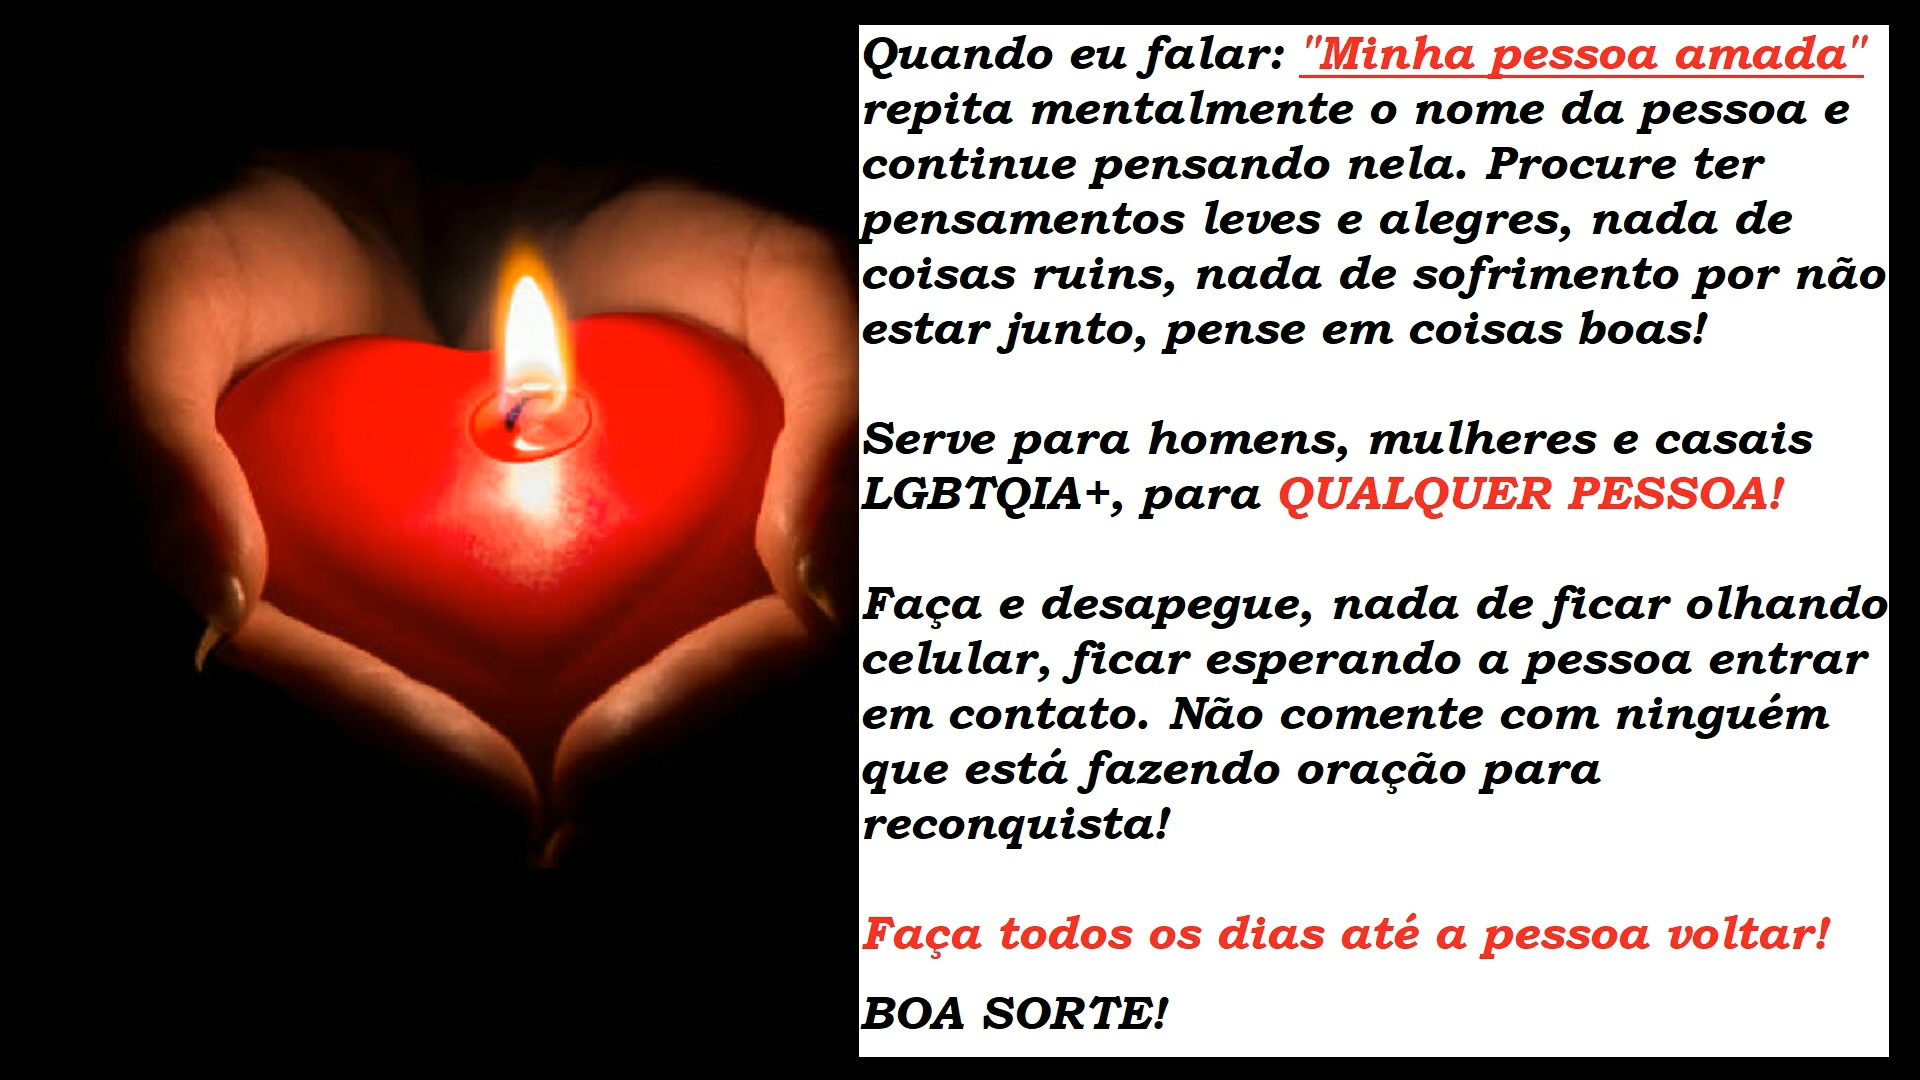 Quando eu falar: "Minha pessoa amada"
repita mentalmente o nome da pessoa e
continue pensando nela. Procure ter
pensamentos leves e alegres, nada de
coisas ruins, nada de sofrimento por não
estar junto, pense em coisas boas!
Serve para homens, mulheres e casais
LGBTQIA+, para QUALQUER PESSOA!
Faça e desapegue, nada de ficar olhando
celular, ficar esperando a pessoa entrar
em contato. Não comente com ninguém
que está fazendo oração para
reconquista!
Faça todos os dias até a pessoa voltar!
BOA SORTE!